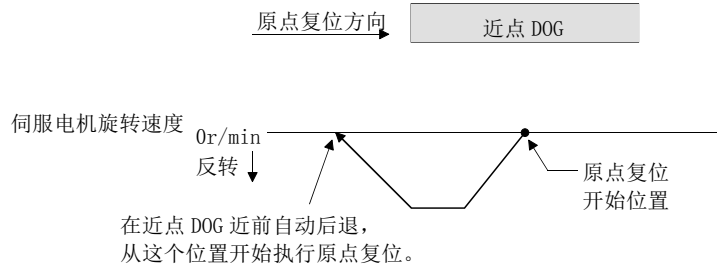 原点复位方向
近点 DOG
伺服电机旋转速度
0r/min
反转
原点复位
开始位置
在近点 DOG 近前自动后退，
从这个位置开始执行原点复位。